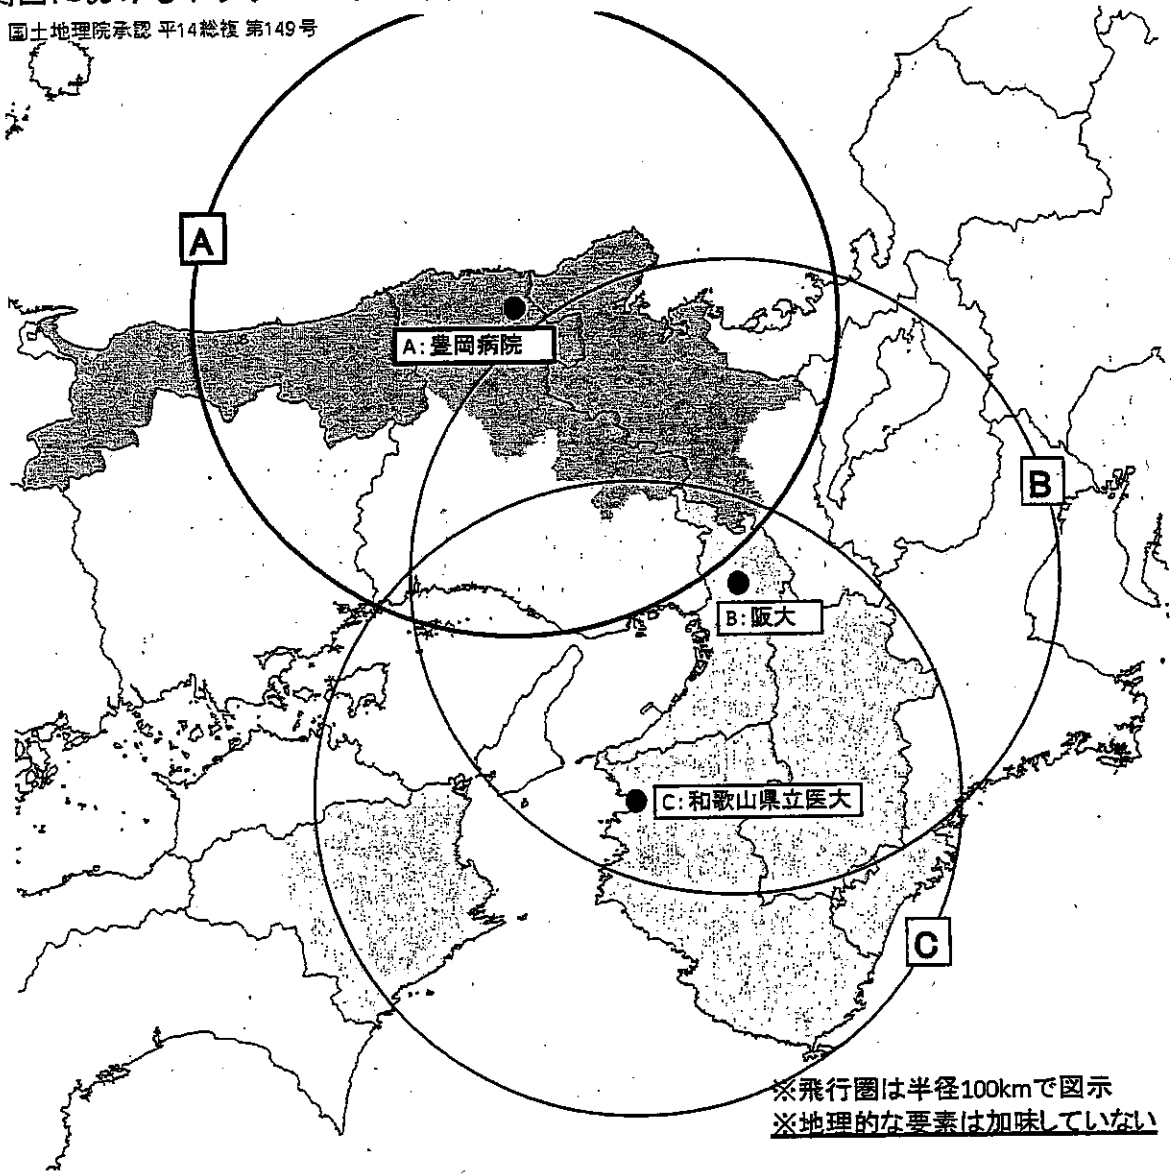 国土地理院承認 平14総複 第149号
A
A:豊岡病院
B
B:阪大
C:和歌山県立医大
C
※飛行圏は半径100kmで図示
※地理的な要素は加味していない